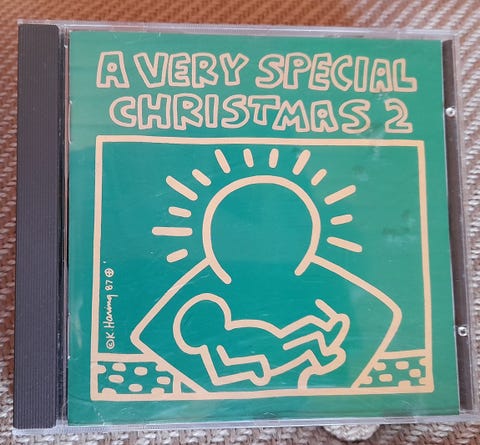 A VERY SPECIAL
CHRISTMAS 2
© K. Haring 87 ⊕